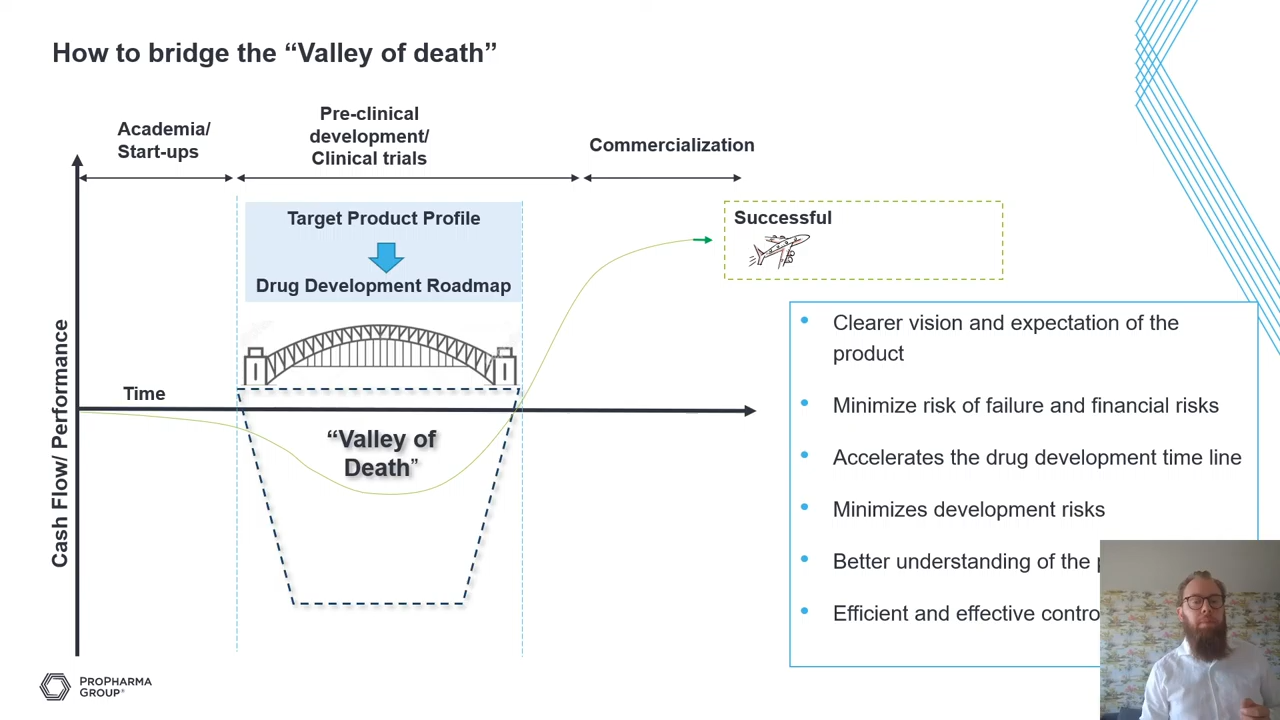 How to bridge the “Valley of death”
Academia/
Start-ups
Pre-clinical
development/
Clinical trials
Commercialization
Target Product Profile
Drug Development Roadmap
Successful
Cash Flow/ Performance
Time
“Valley of
Death”
Clearer vision and expectation of the
product
Minimize risk of failure and financial risks
Accelerates the drug development time line
Minimizes development risks
Better understanding of the
Efficient and effective
PROPHARMA
GROUP®